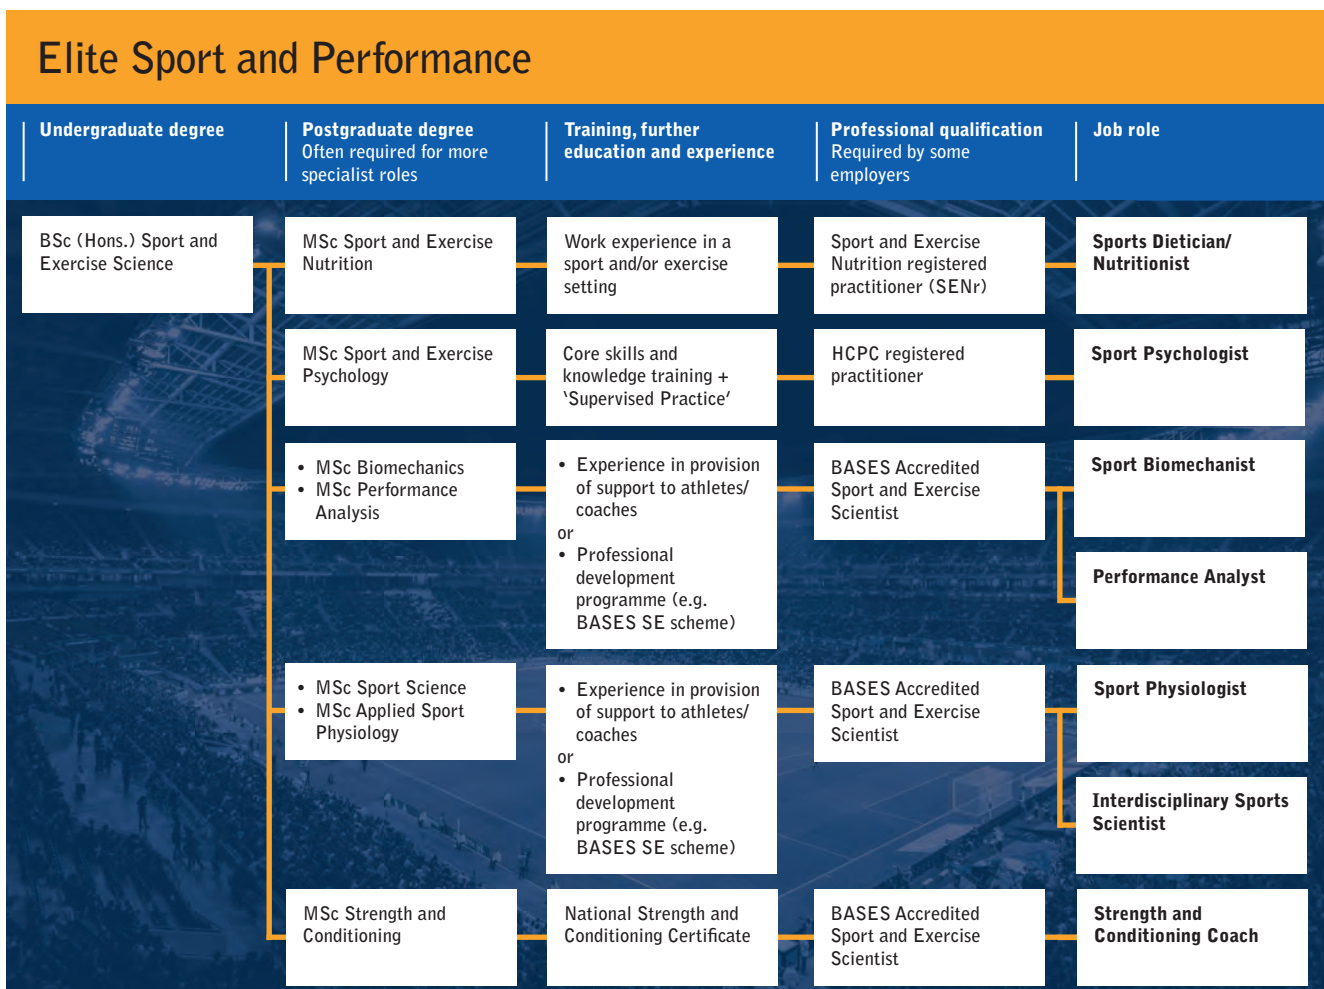 Elite Sport and Performance
Undergraduate degree
Postgraduate degree
Often required for more
specialist roles
Training, further
education and experience
Professional qualification
Required by some
employers
Job role
BSc (Hons.) Sport and
Exercise Science
MSc Sport and Exercise
Nutrition
Work experience in a
sport and/or exercise
setting
Sport and Exercise
Nutrition registered
practitioner (SENr)
Sports Dietician/
Nutritionist
MSc Sport and Exercise
Psychology
Core skills and
knowledge training +
‘Supervised Practice’
HCPC registered
practitioner
Sport Psychologist
• MSc Biomechanics
• MSc Performance
Analysis
• Experience in provision
of support to athletes/
coaches
or
• Professional
development
programme (e.g.
BASES SE scheme)
BASES Accredited
Sport and Exercise
Scientist
Sport Biomechanist
Performance Analyst
• MSc Sport Science
• MSc Applied Sport
Physiology
• Experience in provision
of support to athletes/
coaches
or
• Professional
development
programme (e.g.
BASES SE scheme)
BASES Accredited
Sport and Exercise
Scientist
Sport Physiologist
Interdisciplinary Sports
Scientist
MSc Strength and
Conditioning
National Strength and
Conditioning Certificate
BASES Accredited
Sport and Exercise
Scientist
Strength and
Conditioning Coach